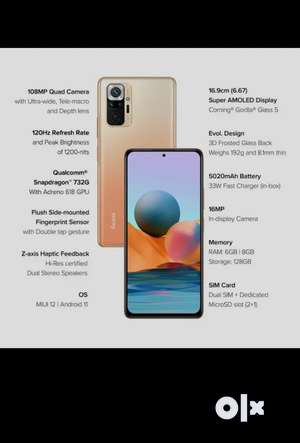 108MP Quad Camera
with Ultra-wide, Tele-macro
and Depth lens
120Hz Refresh Rate
and Peak Brightness
of 1200-nits
Qualcomm®
Snapdragon™ 732G
With Adreno 618 GPU
Flush Side-mounted
Fingerprint Sensor
with Double tap gesture
Z-axis Haptic Feedback
Hi-Res certified
Dual Stereo Speakers
OS
MIUI 12 | Android 11
Redmi
16.9cm (6.67)
Super AMOLED Display
Corning® Gorilla® Glass 5
Evol. Design
3D Frosted Glass Back
Weighs 192g and 8.1mm thin
5020mAh Battery
33W Fast Charger (in-box)
16MP
In-display Camera
Memory
RAM: 6GB | 8GB
Storage: 128GB
SIM Card
Dual SIM + Dedicated
MicroSD slot (2+1)
olx